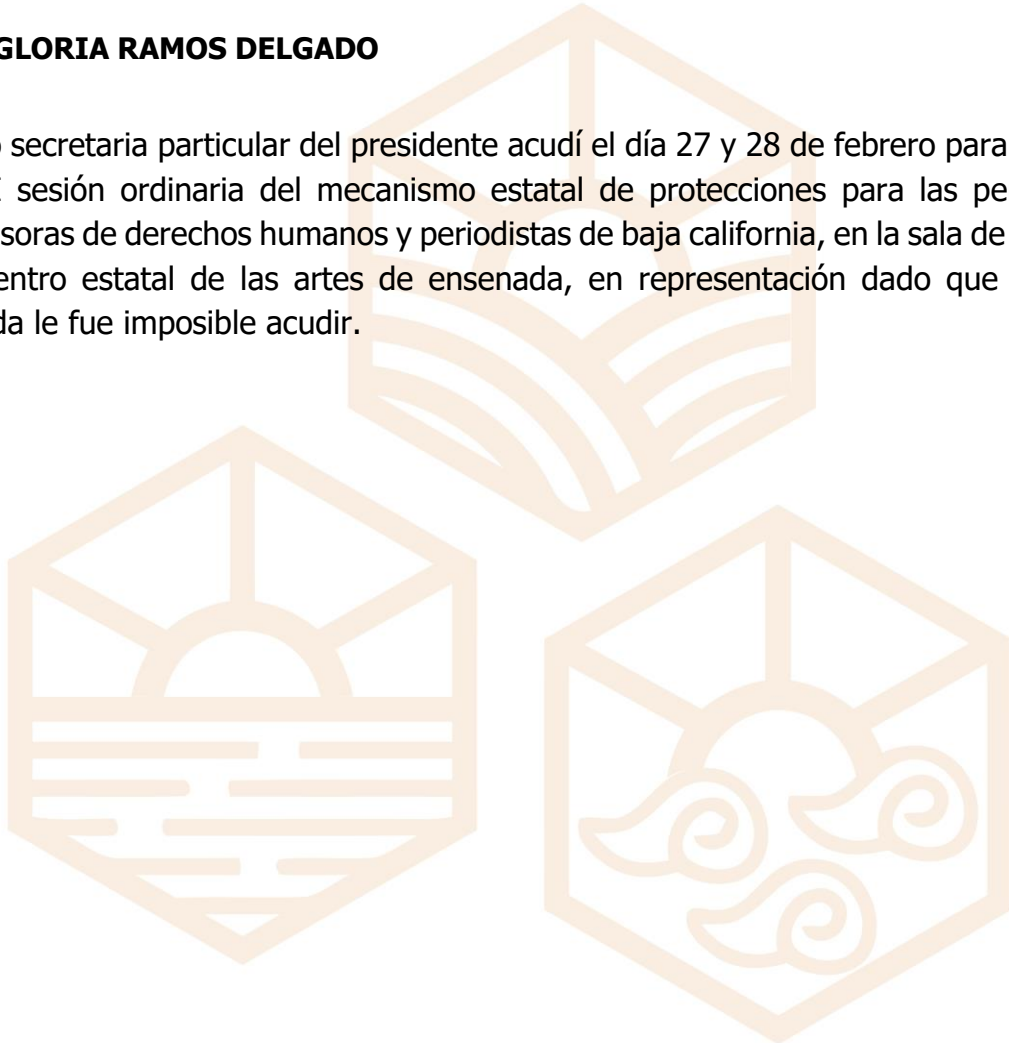 GLORIA RAMOS DELGADO
secretaria particular del presidente acudí el día 27 y 28 de febrero para
sesión ordinaria del mecanismo estatal de protecciones para las pe
soras de derechos humanos y periodistas de baja california, en la sala de
entro estatal de las artes de ensenada, en representación dado que
da le fue imposible acudir.